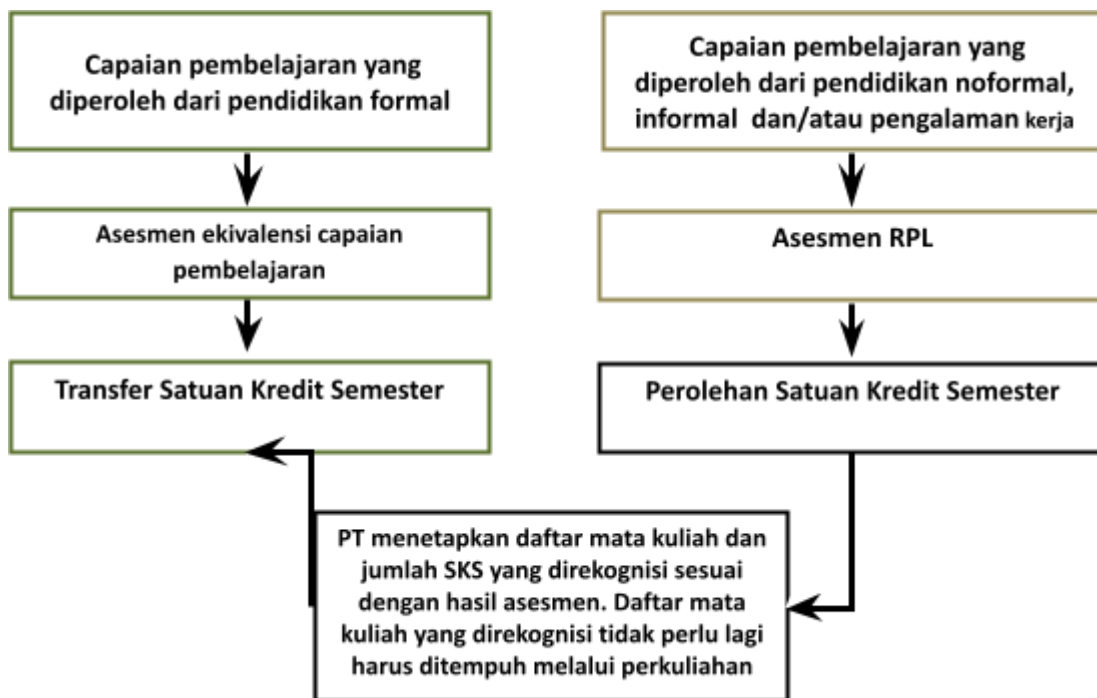 Capaian pembelajaran yang
diperoleh dari pendidikan formal
Capaian pembelajaran yang
diperoleh dari pendidikan noformal,
informal dan/atau pengalaman kerja
Asesmen ekivalensi capaian
pembelajaran
Asesmen RPL
Transfer Satuan Kredit Semester
Perolehan Satuan Kredit Semester
PT menetapkan daftar mata kuliah dan
jumlah SKS yang direkognisi sesuai
dengan hasil asesmen. Daftar mata
kuliah yang direkognisi tidak perlu lagi
harus ditempuh melalui perkuliahan